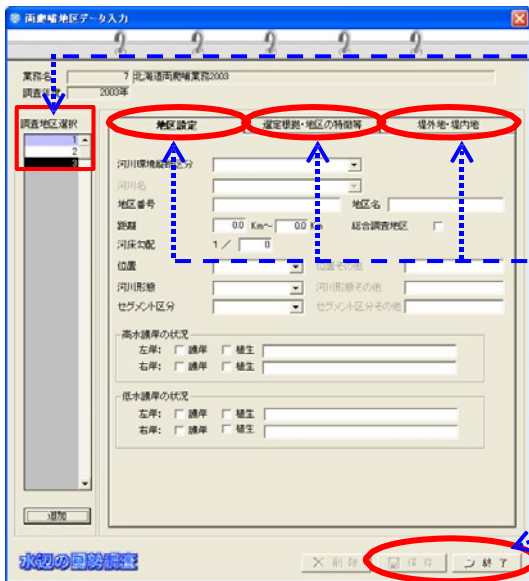 両爬哺地区データ入力
業務名 7 北海道両爬哺業務2003
調査年度 2003年
調査地区選択
1
2
3
追加
地区設定 選定根拠・地区の特徴等 堤外地・堤内地
河川環境縦断区分
河川名
地区番号 地区名
距離 0.0 Km～ 0.0 Km 総合調査地区
河床勾配 1／ 0
位置 位置その他
河川形態 河川形態その他
セグメント区分 セグメント区分その他
高水護岸の状況
左岸: 護岸 植生
右岸: 護岸 植生
低水護岸の状況
左岸: 護岸 植生
右岸: 護岸 植生
水辺の国勢調査
削除 保存 終了